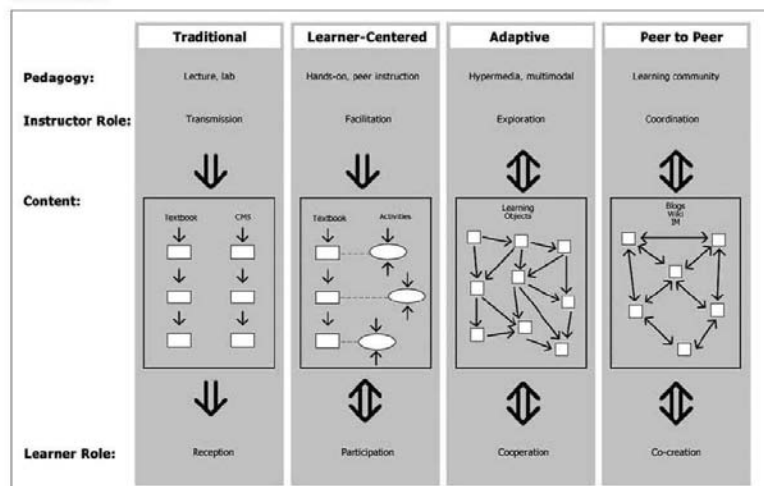 Traditional Learner-Centered Adaptive Peer to Peer
Pedagogy: Lecture, lab Hands-on, peer instruction Hypermedia, multimodal Learning community
Instructor Role: Transmission Facilitation Exploration Coordination
Content:
Textbook CMS
Textbook Activities
Learning
Objects
Blogs
Wiki
IM
Learner Role: Reception Participation Cooperation Co-creation